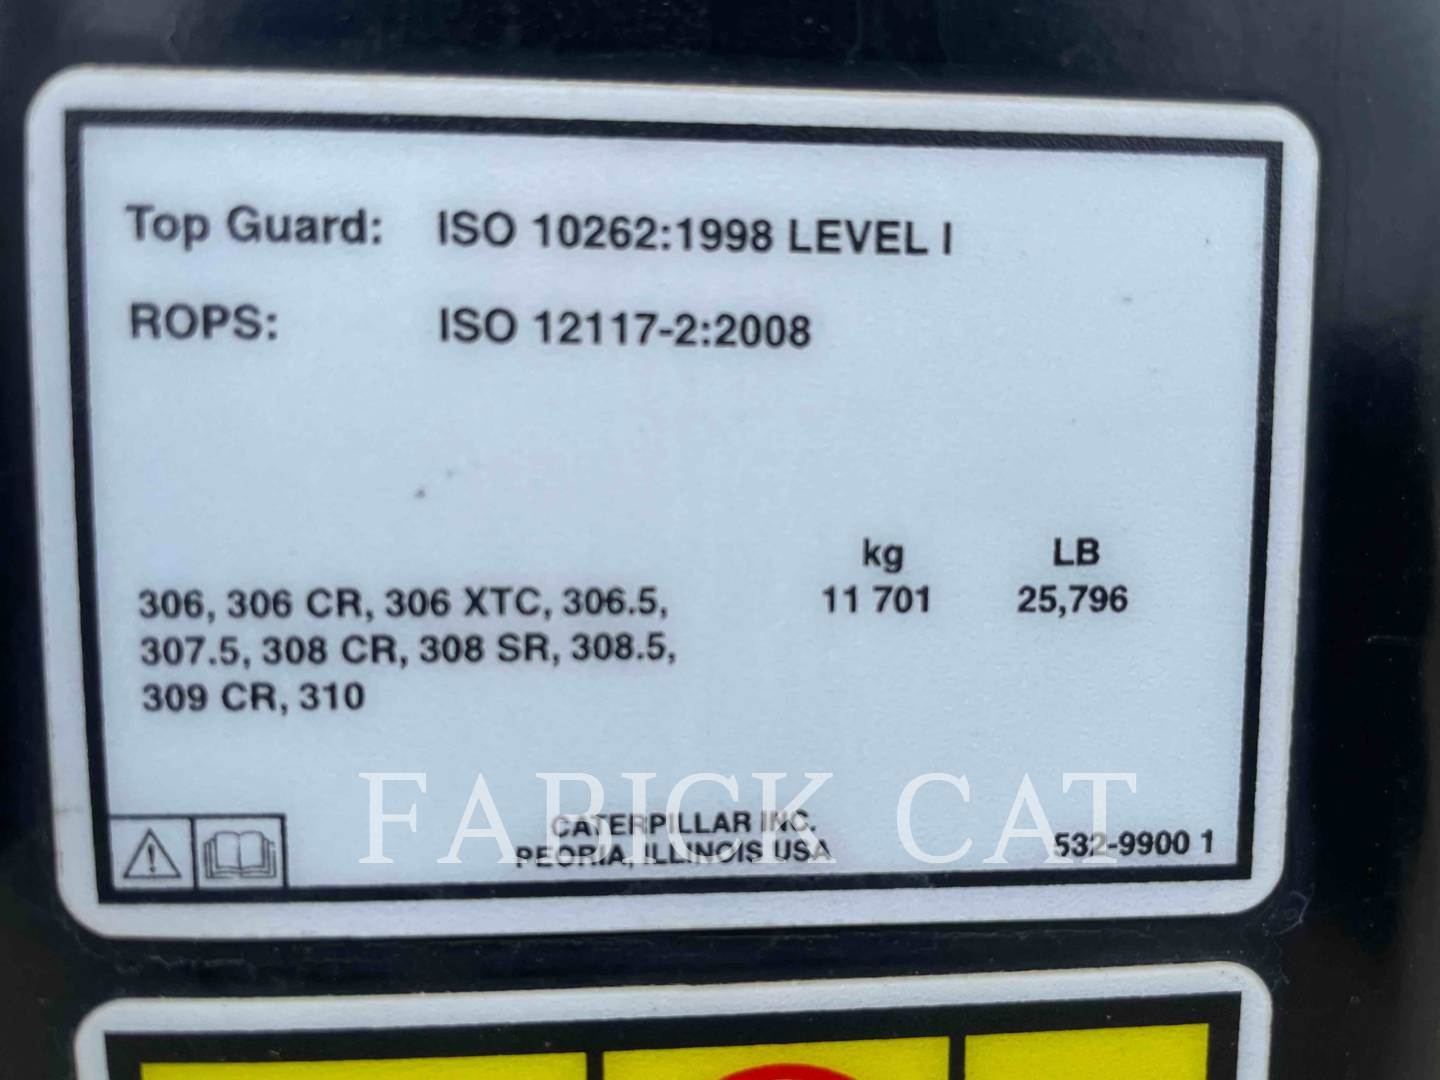 Top Guard: ISO 10262:1998 LEVEL I
ROPS: ISO 12117-2:2008
kg LB
306, 306 CR, 306 XTC, 306.5, 11 701 25,796
307.5, 308 CR, 308 SR, 308.5,
309 CR, 310
FABICK CAT
CATERPILLAR INC.
PEORIA, ILLINOIS USA 532-9900 1